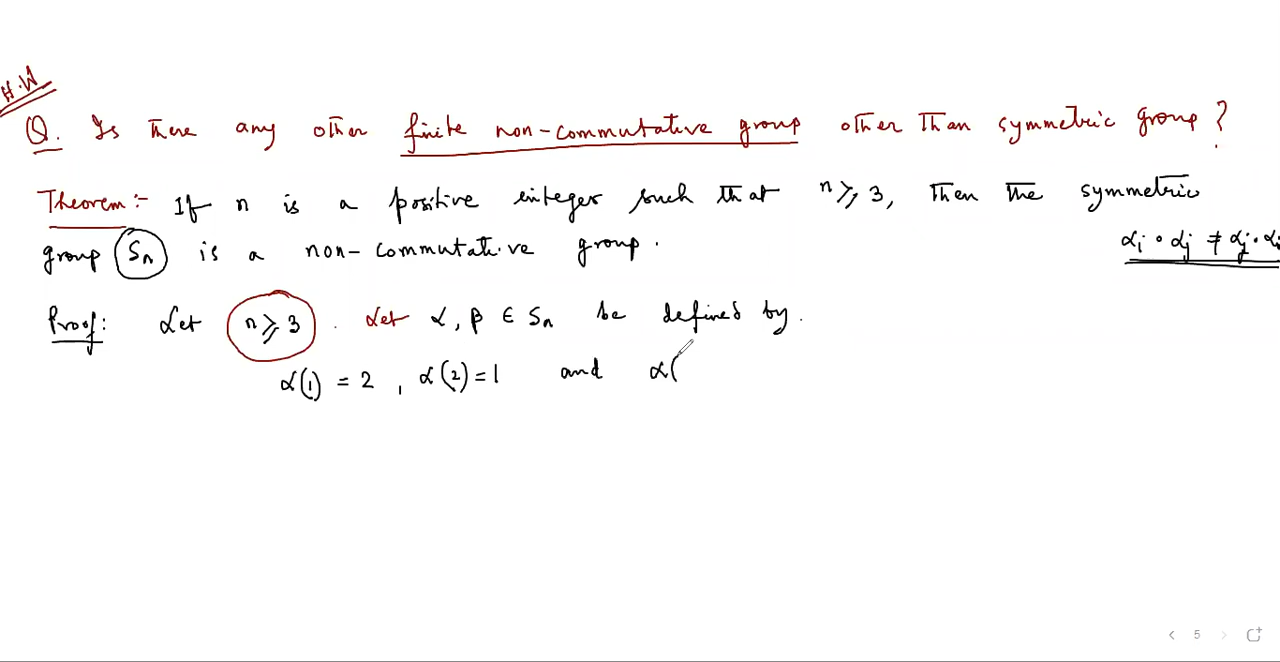 H.W
Q. Is there any other finite non-commutative group other than symmetric group ?
Theorem:- If n is a positive integer such that n ≥ 3, then the symmetric
group Sn is a non-commutative group.
αi ∘ αj ≠ αj ∘ αi
Proof: Let n ≥ 3. Let α, β ∈ Sn be defined by.
α(1) = 2, α(2) = 1 and α(
< 5 >